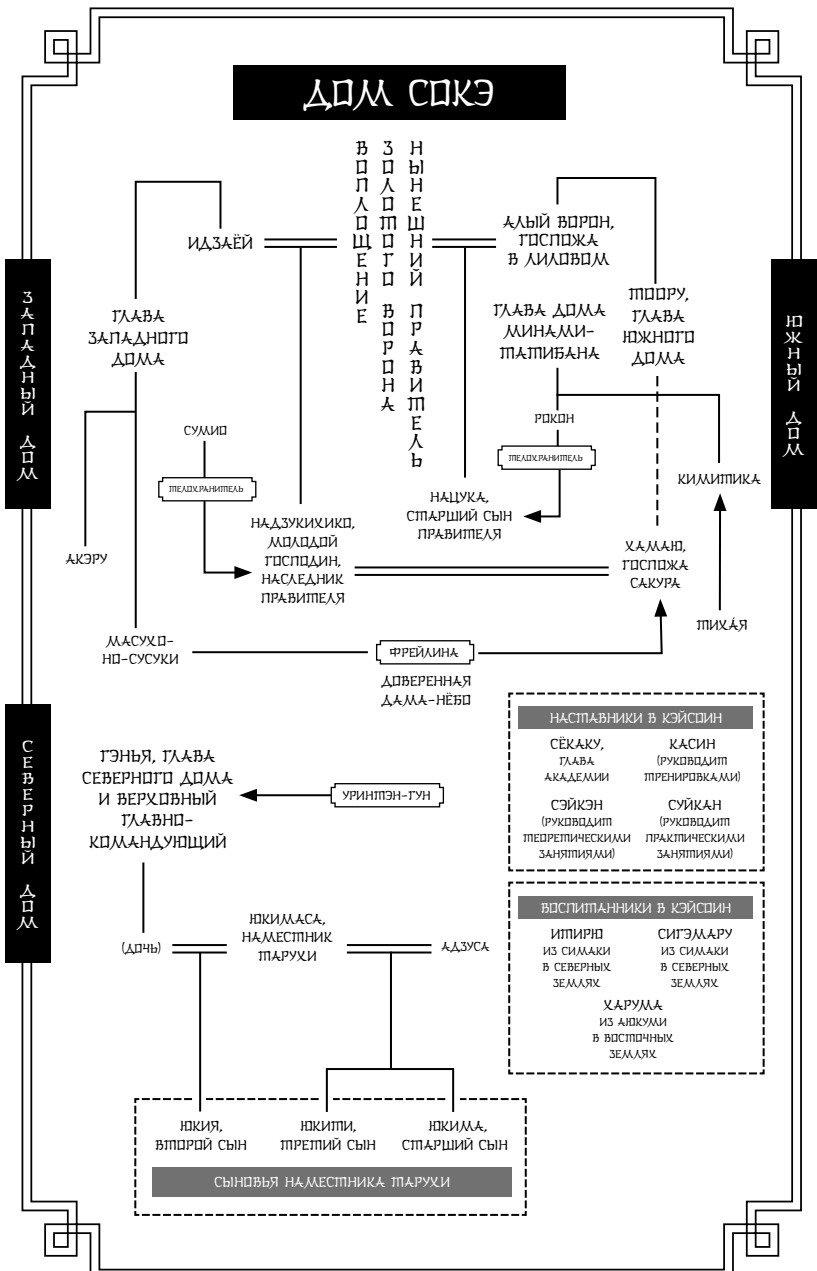 ДОМ СОКЭ
ЗАПАДНЫЙ ДОМ
СЕВЕРНЫЙ ДОМ
ЮЖНЫЙ ДОМ
ИДЗАЁЙ
ВОПЛОЩЕНИЕ
ЗОЛОТОГО ВОРОНА
НЫНЕШНИЙ ПРАВИТЕЛЬ
АЛЫЙ ВОРОН,
ГОСПОЖА
В ЛИЛОВОМ
ГЛАВА
ЗАПАДНОГО
ДОМА
ГЛАВА ДОМА
МИНАМИ-
ТАТИБАНА
ТООРУ,
ГЛАВА
ЮЖНОГО
ДОМА
СУМИО
ТЕЛОХРАНИТЕЛЬ
РОКОН
ТЕЛОХРАНИТЕЛЬ
КИМИТИКА
АКЭРУ
НАДЗУКИХИКО,
МОЛОДОЙ
ГОСПОДИН,
НАСЛЕДНИК
ПРАВИТЕЛЯ
НАЦУКА,
СТАРШИЙ СЫН
ПРАВИТЕЛЯ
ХАМАЮ,
ГОСПОЖА
САКУРА
ТИХАЯ
МАСУХО-
НО-СУСУКИ
ФРЕЙЛИНА
ДОВЕРЕННАЯ
ДАМА-НЁБО
ГЭНЬЯ, ГЛАВА
СЕВЕРНОГО ДОМА
И ВЕРХОВНЫЙ
ГЛАВНО-
КОМАНДУЮЩИЙ
УРИНТЭН-ГУН
(ДОЧЬ)
ЮКИМАСА,
НАМЕСТНИК
ТАРУХИ
АДЗУСА
ЮКИЯ,
ВТОРОЙ СЫН
ЮКИТИ,
ТРЕТИЙ СЫН
ЮКИМА,
СТАРШИЙ СЫН
СЫНОВЬЯ НАМЕСТНИКА ТАРУХИ
НАСТАВНИКИ В КЭЙСОИН
СЁКАКУ,
ГЛАВА
АКАДЕМИИ
КАСИН
(РУКОВОДИТ
ТРЕНИРОВКАМИ)
СЭЙКЭН
(РУКОВОДИТ
ТЕОРЕТИЧЕСКИМИ
ЗАНЯТИЯМИ)
СУЙКАН
(РУКОВОДИТ
ПРАКТИЧЕСКИМИ
ЗАНЯТИЯМИ)
ВОСПИТАННИКИ В КЭЙСОИН
ИТИРЮ
ИЗ СИМАКИ
В СЕВЕРНЫХ
ЗЕМЛЯХ
СИГЭМАРУ
ИЗ СИМАКИ
В СЕВЕРНЫХ
ЗЕМЛЯХ
ХАРУМА
ИЗ АЮКУМИ
В ВОСТОЧНЫХ
ЗЕМЛЯХ